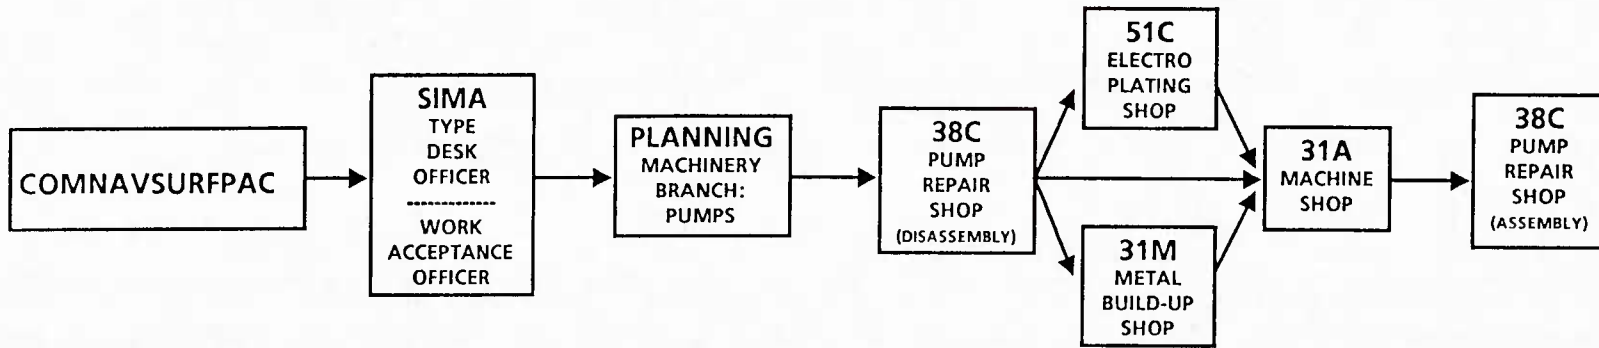 COMNAVSURFPAC
SIMA
TYPE
DESK
OFFICER
------------
WORK
ACCEPTANCE
OFFICER
PLANNING
MACHINERY
BRANCH:
PUMPS
38C
PUMP
REPAIR
SHOP
(DISASSEMBLY)
51C
ELECTRO
PLATING
SHOP
31M
METAL
BUILD-UP
SHOP
31A
MACHINE
SHOP
38C
PUMP
REPAIR
SHOP
(ASSEMBLY)